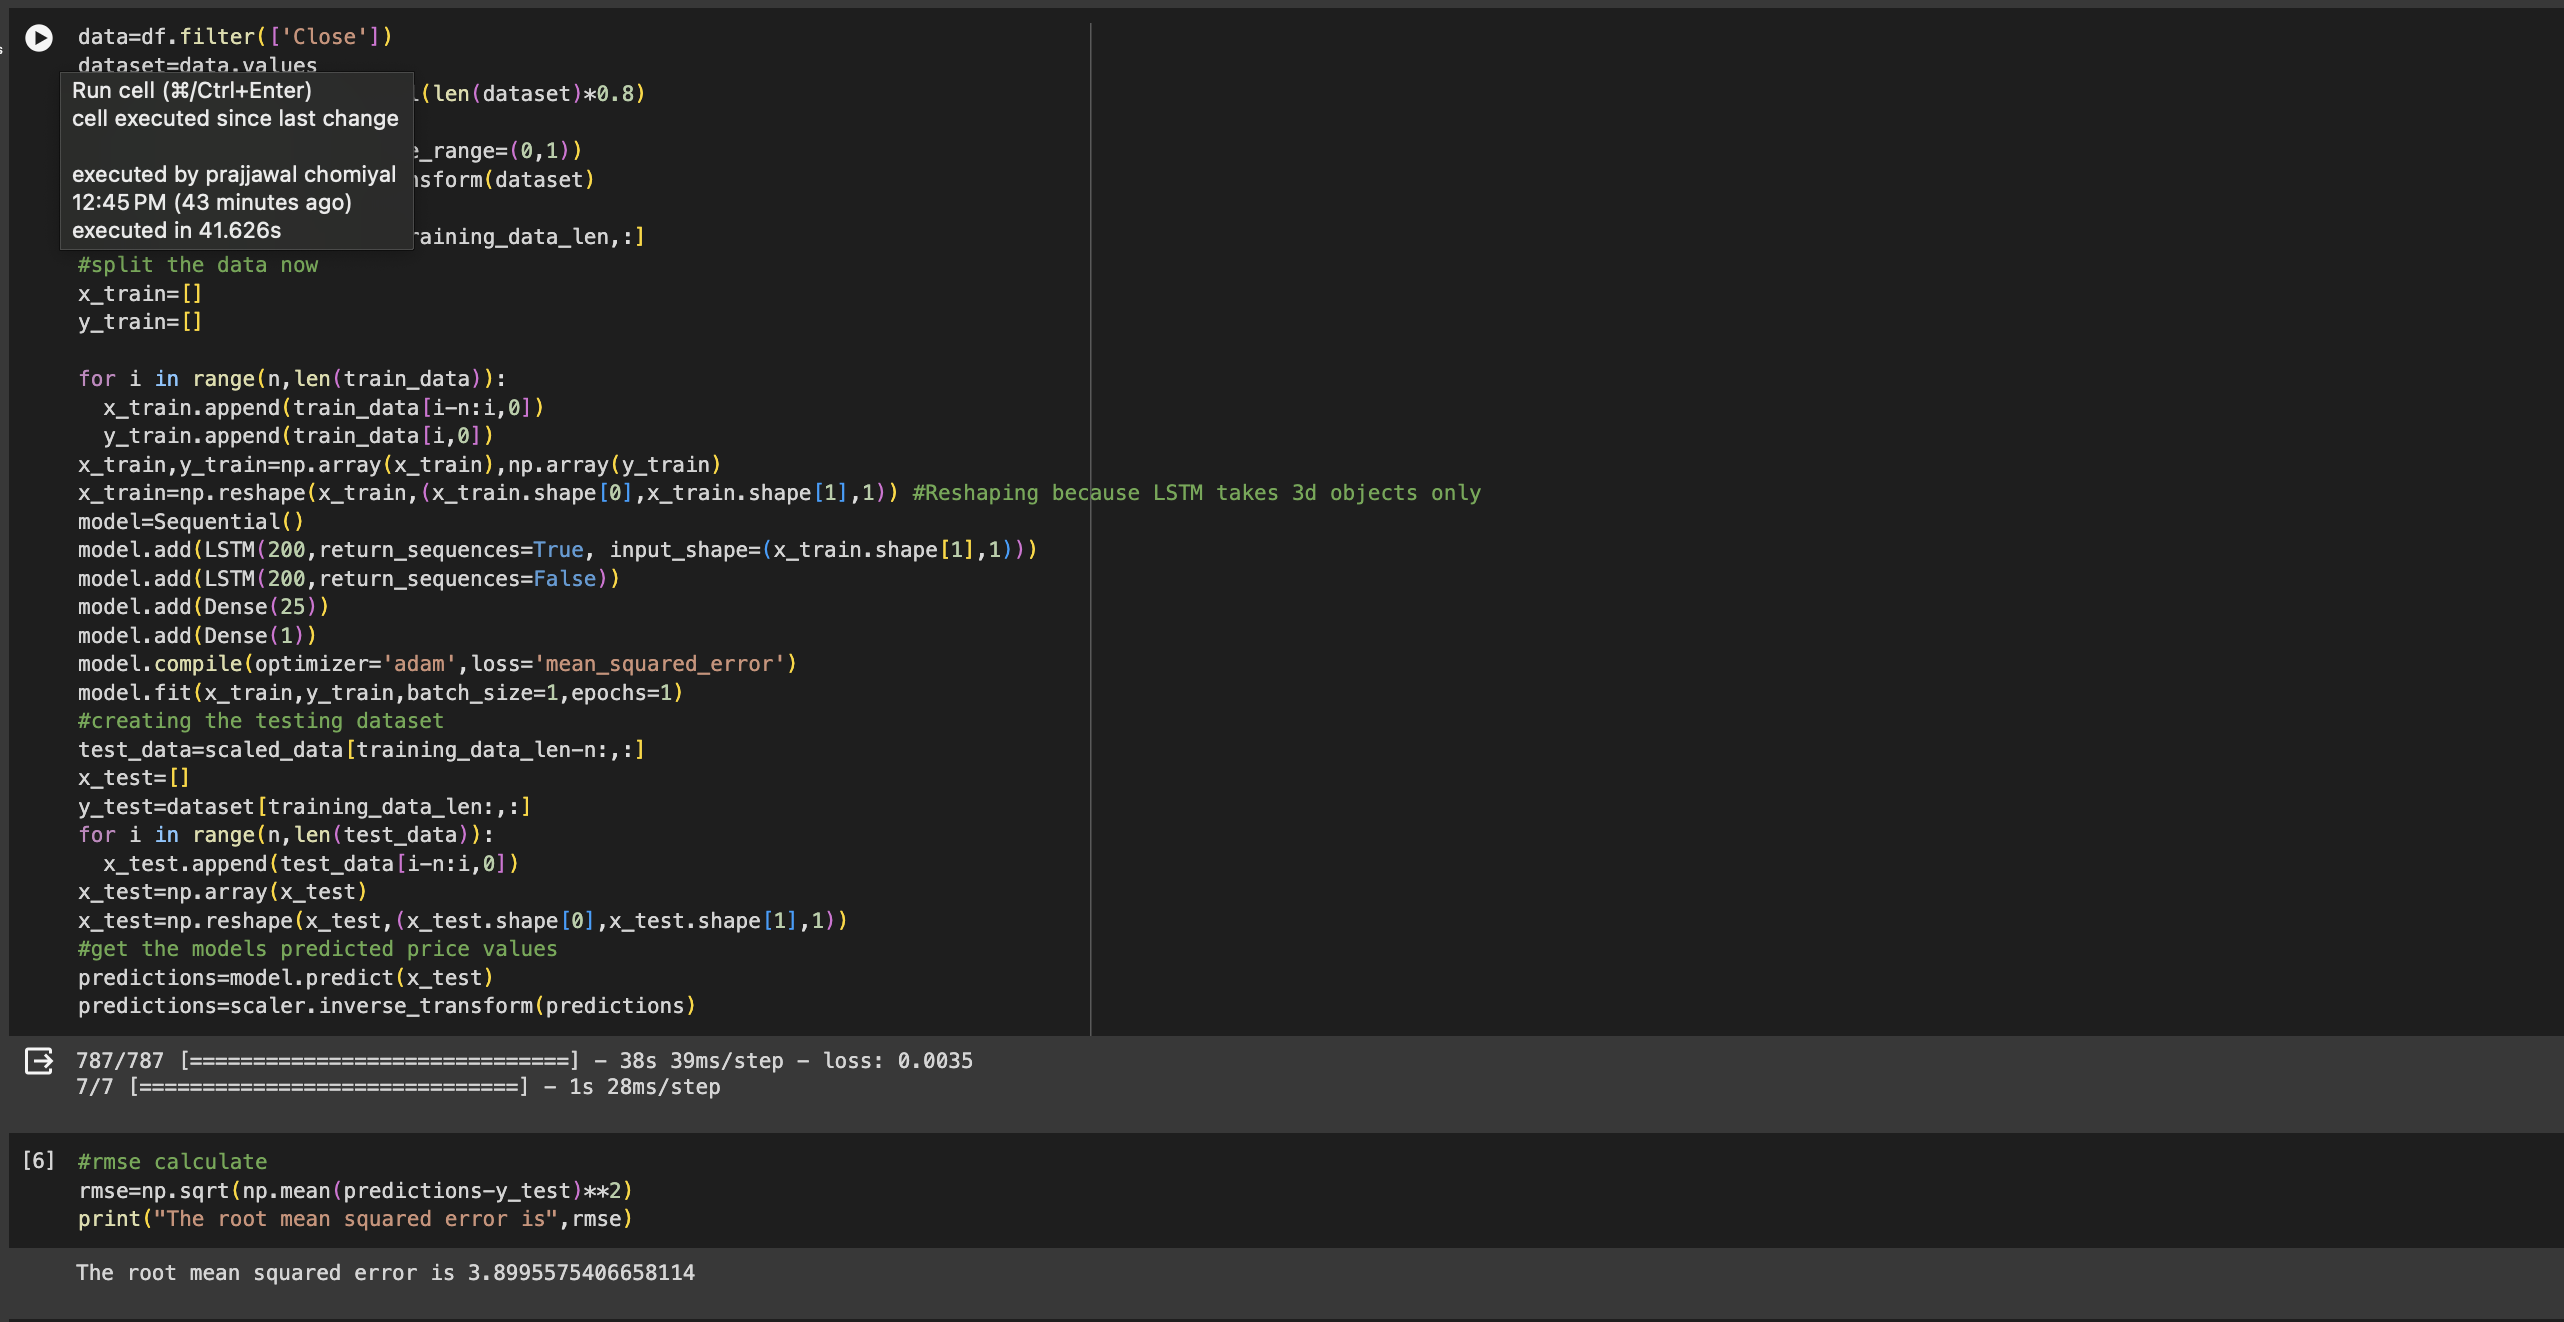 data=df.filter(['Close'])
dataset=data.values
Run cell (⌘/Ctrl+Enter)
(len(dataset)*0.8)
cell executed since last change
_range=(0,1))
executed by prajjawal chomiyal
nsform(dataset)
12:45 PM (43 minutes ago)
executed in 41.626s
raining_data_len,:]
#split the data now
x_train=[]
y_train=[]
for i in range(n,len(train_data)):
x_train.append(train_data[i-n:i,0])
y_train.append(train_data[i,0])
x_train,y_train=np.array(x_train),np.array(y_train)
x_train=np.reshape(x_train,(x_train.shape[0],x_train.shape[1],1)) #Reshaping because LSTM takes 3d objects only
model=Sequential()
model.add(LSTM(200,return_sequences=True, input_shape=(x_train.shape[1],1)))
model.add(LSTM(200,return_sequences=False))
model.add(Dense(25))
model.add(Dense(1))
model.compile(optimizer='adam',loss='mean_squared_error')
model.fit(x_train,y_train,batch_size=1,epochs=1)
#creating the testing dataset
test_data=scaled_data[training_data_len-n:,:]
x_test=[]
y_test=dataset[training_data_len:,:]
for i in range(n,len(test_data)):
x_test.append(test_data[i-n:i,0])
x_test=np.array(x_test)
x_test=np.reshape(x_test,(x_test.shape[0],x_test.shape[1],1))
#get the models predicted price values
predictions=model.predict(x_test)
predictions=scaler.inverse_transform(predictions)
787/787 [==============================] - 38s 39ms/step - loss: 0.0035
7/7 [==============================] - 1s 28ms/step
[6] #rmse calculate
rmse=np.sqrt(np.mean(predictions-y_test)**2)
print("The root mean squared error is",rmse)
The root mean squared error is 3.8995575406658114